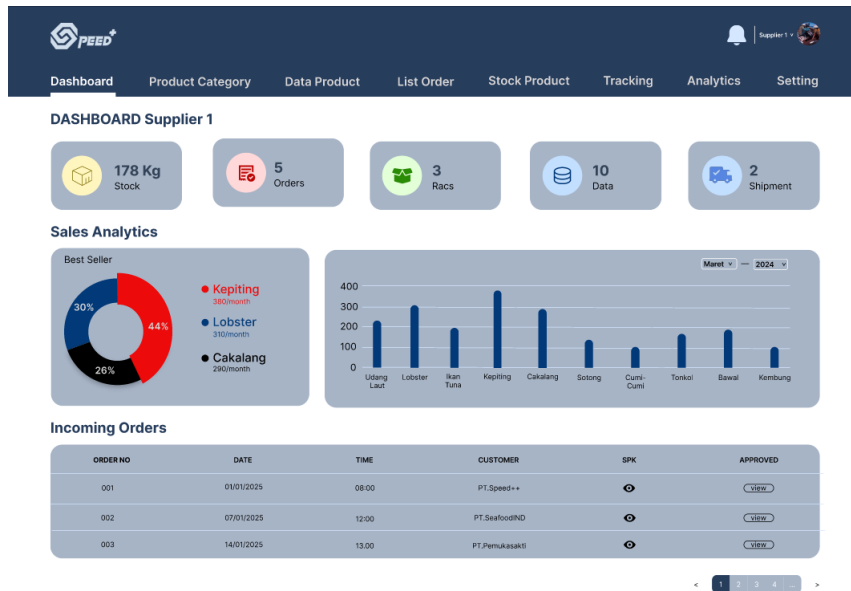 SPEED+
Supplier 1
Dashboard Product Category Data Product List Order Stock Product Tracking Analytics Setting
DASHBOARD Supplier 1
178 Kg
Stock
5
Orders
3
Racs
10
Data
2
Shipment
Sales Analytics
Best Seller
30%
44%
26%
Kepiting
380/month
Lobster
310/month
Cakalang
290/month
Maret — 2024
400
300
200
100
0
Udang Laut
Lobster
Ikan Tuna
Kepiting
Cakalang
Sotong
Cumi-Cumi
Tonkol
Bawal
Kembung
Incoming Orders
ORDER NO DATE TIME CUSTOMER SPK APPROVED
001 01/01/2025 08:00 PT.Speed++ view
002 07/01/2025 12:00 PT.SeafoodIND view
003 14/01/2025 13.00 PT.Pemukasakti view
< 1 2 3 4 ... >